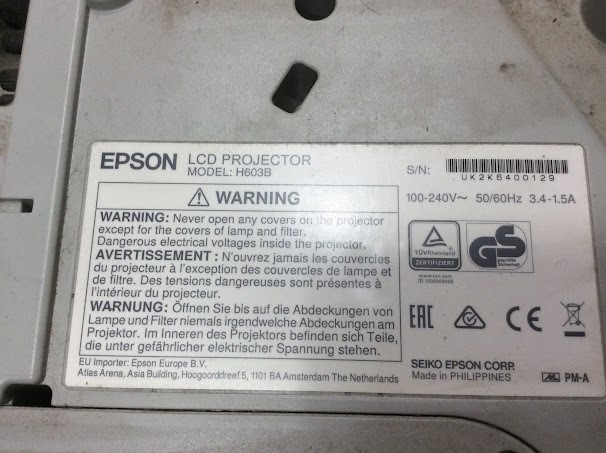 EPSON LCD PROJECTOR
MODEL: H603B
S/N: UK2K6400129
WARNING
100-240V~ 50/60Hz 3.4-1.5A
WARNING: Never open any covers on the projector
except for the covers of lamp and filter.
Dangerous electrical voltages inside the projector.
AVERTISSEMENT : N'ouvrez jamais les couvercles
du projecteur à l'exception des couvercles de lampe et
de filtre. Des tensions dangereuses sont présentes à
l'intérieur du projecteur.
WARNUNG: Öffnen Sie bis auf die Abdeckungen von
Lampe und Filter niemals irgendwelche Abdeckungen am
Projektor. Im Inneren des Projektors befinden sich Teile,
die unter gefährlicher elektrischer Spannung stehen.
EU Importer: Epson Europe B.V.
Atlas Arena, Asia Building, Hoogoorddreef 5, 1101 BA Amsterdam The Netherlands
TÜVRheinland
ZERTIFIZIERT
www.tuv.com
GS
geprüfte
Sicherheit
EAC
CE
SEIKO EPSON CORP.
Made in PHILIPPINES
PM-A